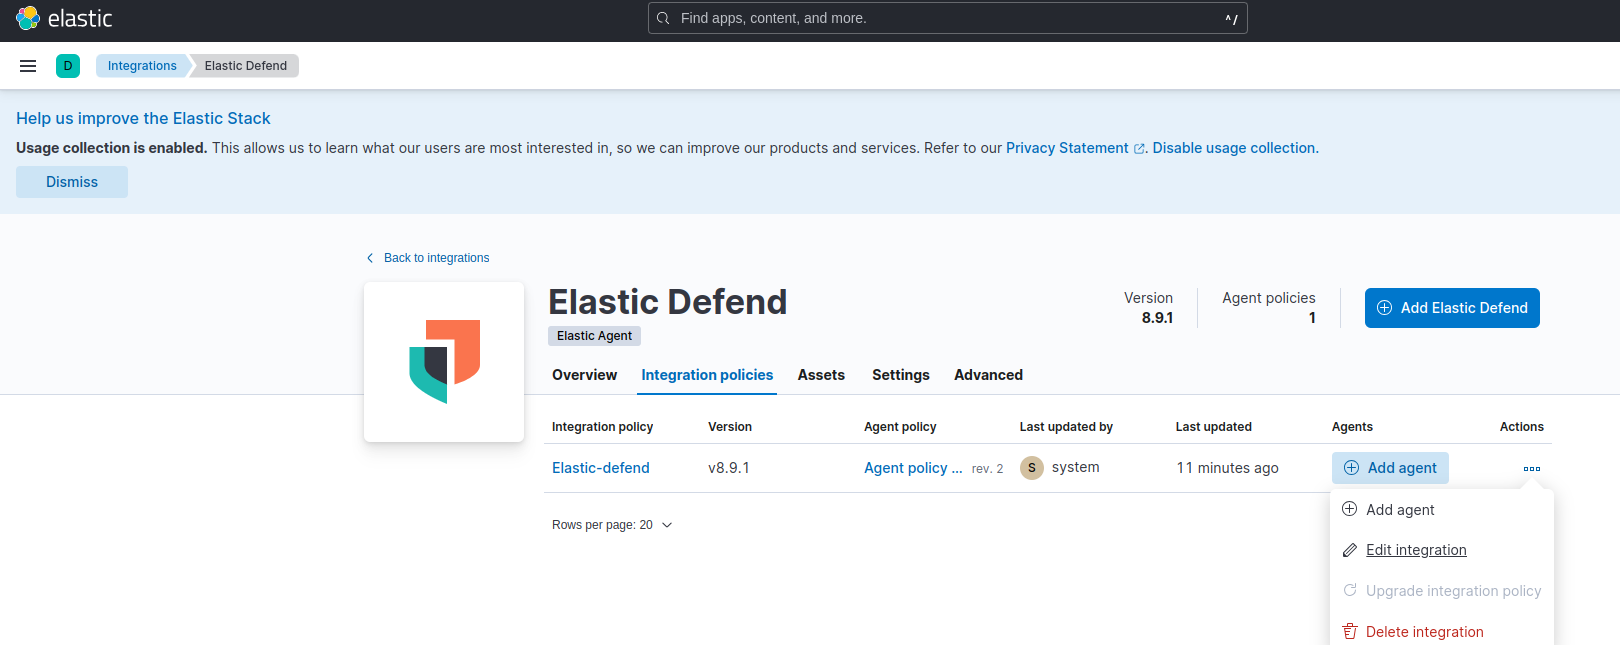 elastic
Find apps, content, and more.
^/
D
Integrations
Elastic Defend
Help us improve the Elastic Stack
Usage collection is enabled. This allows us to learn what our users are most interested in, so we can improve our products and services. Refer to our Privacy Statement. Disable usage collection.
Dismiss
Back to integrations
Elastic Defend
Elastic Agent
Version
8.9.1
Agent policies
1
Add Elastic Defend
Overview Integration policies Assets Settings Advanced
Integration policy Version Agent policy Last updated by Last updated Agents Actions
Elastic-defend v8.9.1 Agent policy ... rev. 2 S system 11 minutes ago Add agent
Rows per page: 20
Add agent
Edit integration
Upgrade integration policy
Delete integration